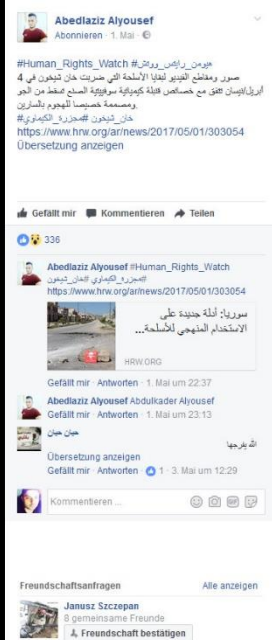 Abedlaziz Alyousef
Abonnieren · 1. Mai ·
#Human_Rights_Watch #هيومن_رايتس_ووتش
صور ومقاطع الفيديو لبقايا الأسلحة التي ضربت خان شيخون في 4
أبريل/نيسان تتفق مع خصائص قنبلة كيميائية سوفييتية الصنع تسقط من الجو
ومصممة خصيصا للهجوم بالسارين.
#خان_شيخون #مجزرة_الكيماوي
https://www.hrw.org/ar/news/2017/05/01/303054
Übersetzung anzeigen
Gefällt mir Kommentieren Teilen
336
Abedlaziz Alyousef #Human_Rights_Watch
#مجزرة_الكيماوي #خان_شيخون
https://www.hrw.org/ar/news/2017/05/01/303054
سوريا: أدلة جديدة على
الاستخدام المنهجي للأسلحة...
HRW.ORG
Gefällt mir · Antworten · 1. Mai um 22:37
Abedlaziz Alyousef Abdulkader Alyousef
Gefällt mir · Antworten · 1. Mai um 23:13
حيان حيان
الله يفرجها
Übersetzung anzeigen
Gefällt mir · Antworten · 1 · 3. Mai um 12:29
Kommentieren ...
GIF
Freundschaftsanfragen Alle anzeigen
Janusz Szczepan
8 gemeinsame Freunde
Freundschaft bestätigen